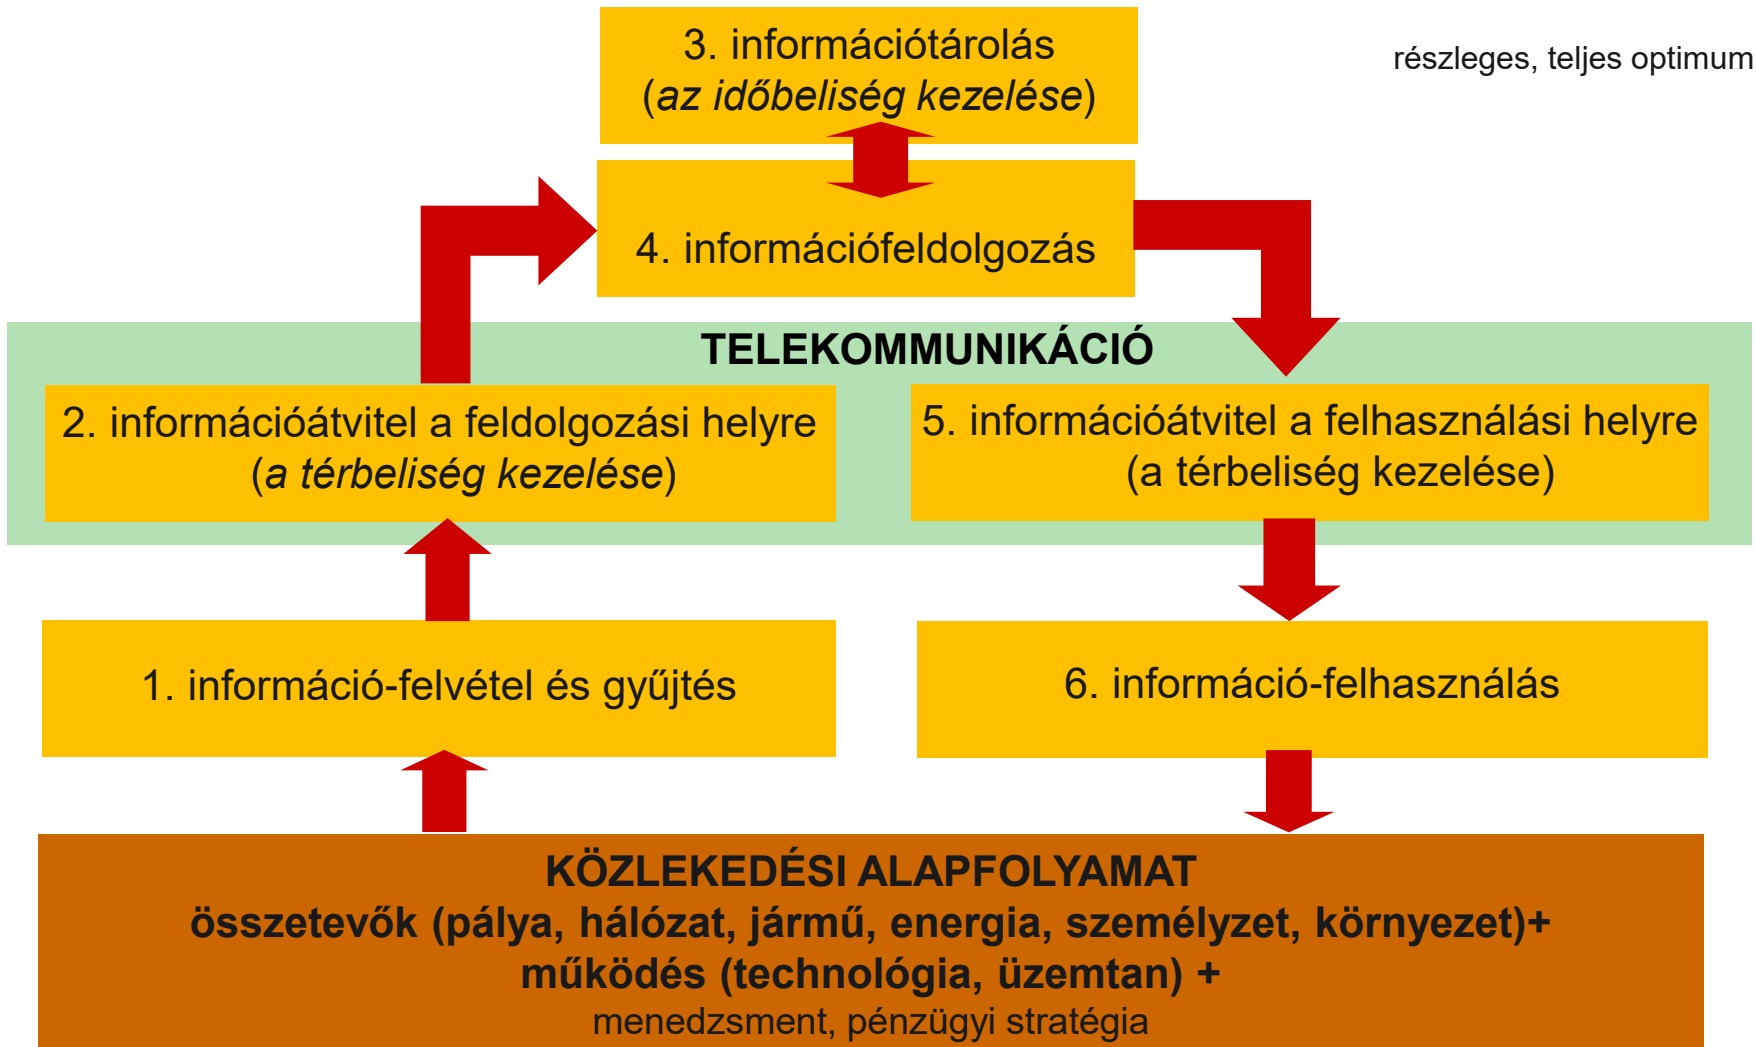 3. információtárolás
(az időbeliség kezelése)
részleges, teljes optimum
4. információfeldolgozás
TELEKOMMUNIKÁCIÓ
2. információátvitel a feldolgozási helyre
(a térbeliség kezelése)
5. információátvitel a felhasználási helyre
(a térbeliség kezelése)
1. információ-felvétel és gyűjtés
6. információ-felhasználás
KÖZLEKEDÉSI ALAPFOLYAMAT
összetevők (pálya, hálózat, jármű, energia, személyzet, környezet)+
működés (technológia, üzemtan) +
menedzsment, pénzügyi stratégia